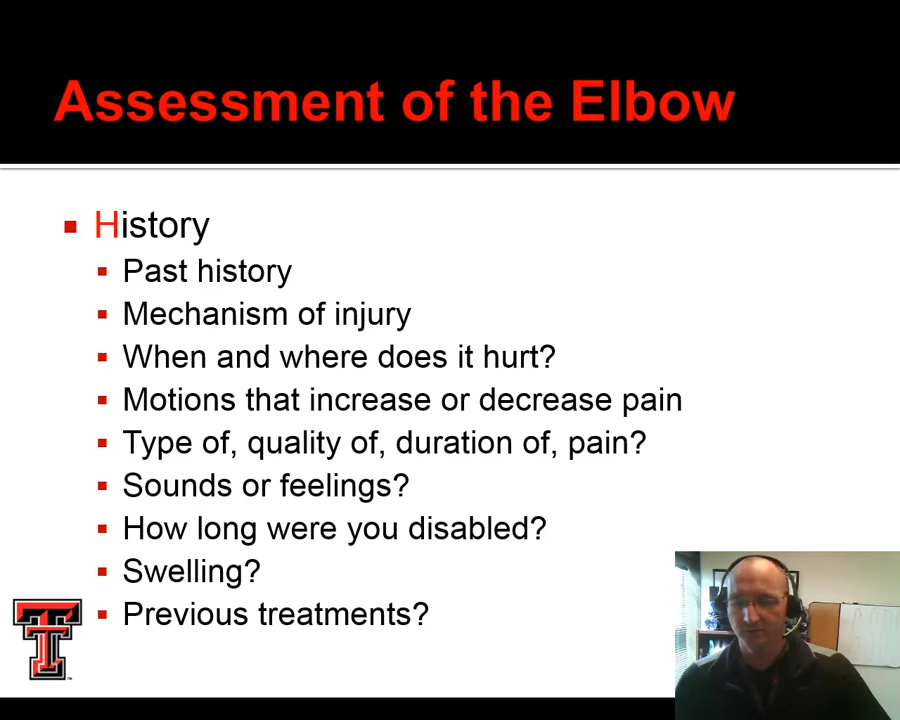 Assessment of the Elbow
History
Past history
Mechanism of injury
When and where does it hurt?
Motions that increase or decrease pain
Type of, quality of, duration of, pain?
Sounds or feelings?
How long were you disabled?
Swelling?
Previous treatments?